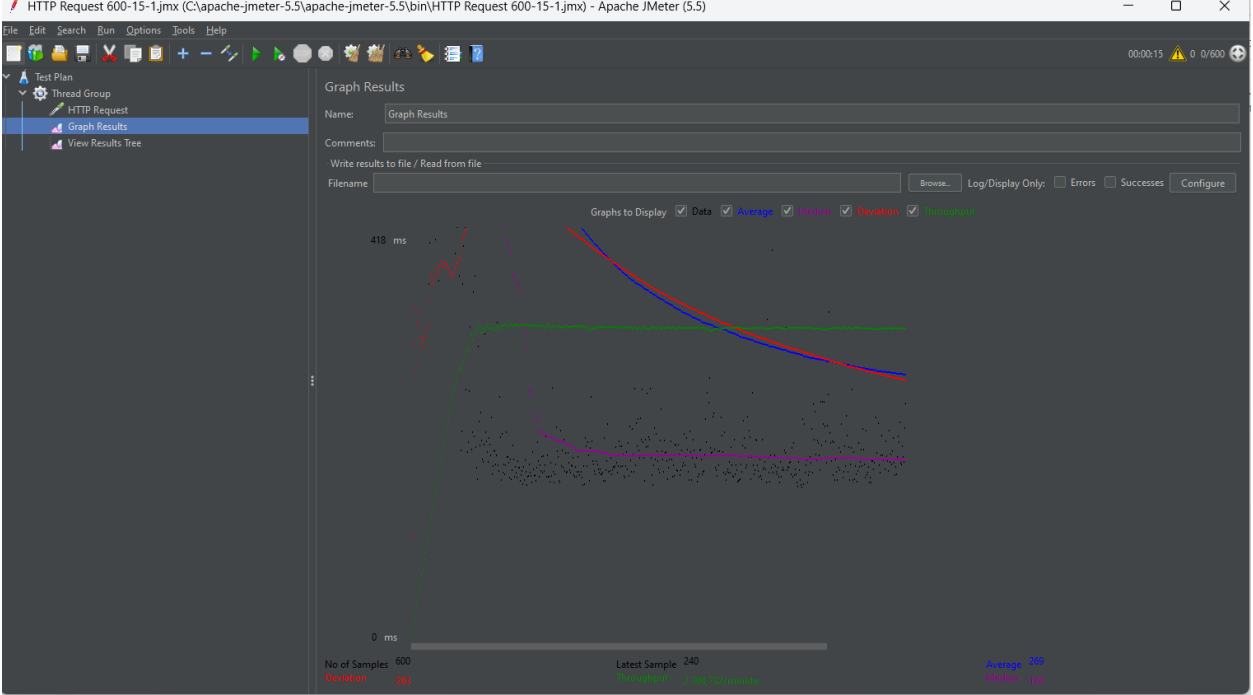 HTTP Request 600-15-1.jmx (C:\apache-jmeter-5.5\apache-jmeter-5.5\bin\HTTP Request 600-15-1.jmx) - Apache JMeter (5.5)
File Edit Search Run Options Tools Help
00:00:15 0 0/600
Test Plan
Thread Group
HTTP Request
Graph Results
View Results Tree
Graph Results
Name: Graph Results
Comments:
Write results to file / Read from file
Filename Browse... Log/Display Only: Errors Successes Configure
Graphs to Display Data Average Median Deviation Throughput
418 ms
0 ms
No of Samples 600 Latest Sample 240 Average 269
Deviation 263 Throughput Median